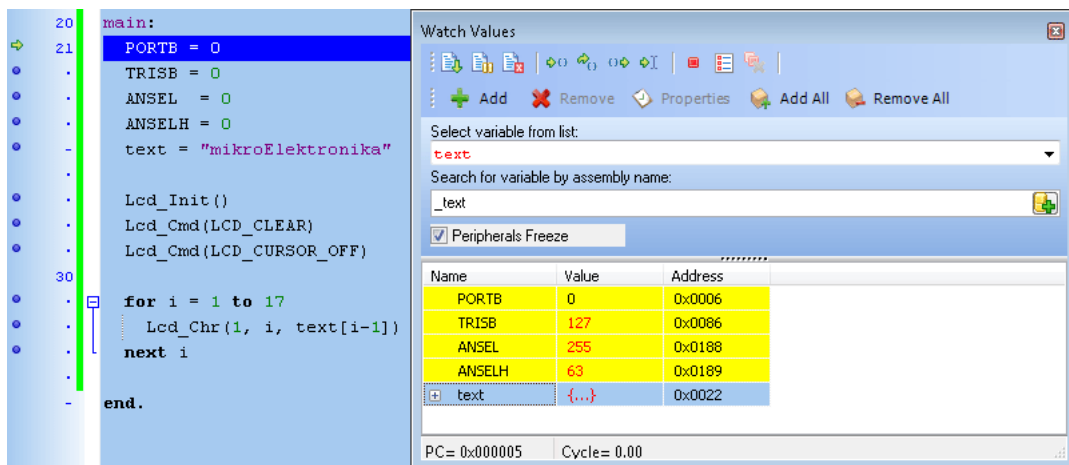 20 main:
21 PORTB = 0
TRISB = 0
ANSEL = 0
ANSELH = 0
text = "mikroElektronika"
Lcd_Init()
Lcd_Cmd(LCD_CLEAR)
Lcd_Cmd(LCD_CURSOR_OFF)
30
for i = 1 to 17
Lcd_Chr(1, i, text[i-1])
next i
end.
Watch Values
Add Remove Properties Add All Remove All
Select variable from list:
text
Search for variable by assembly name:
_text
Peripherals Freeze
Name Value Address
PORTB 0 0x0006
TRISB 127 0x0086
ANSEL 255 0x0188
ANSELH 63 0x0189
text {...} 0x0022
PC= 0x000005 Cycle= 0.00